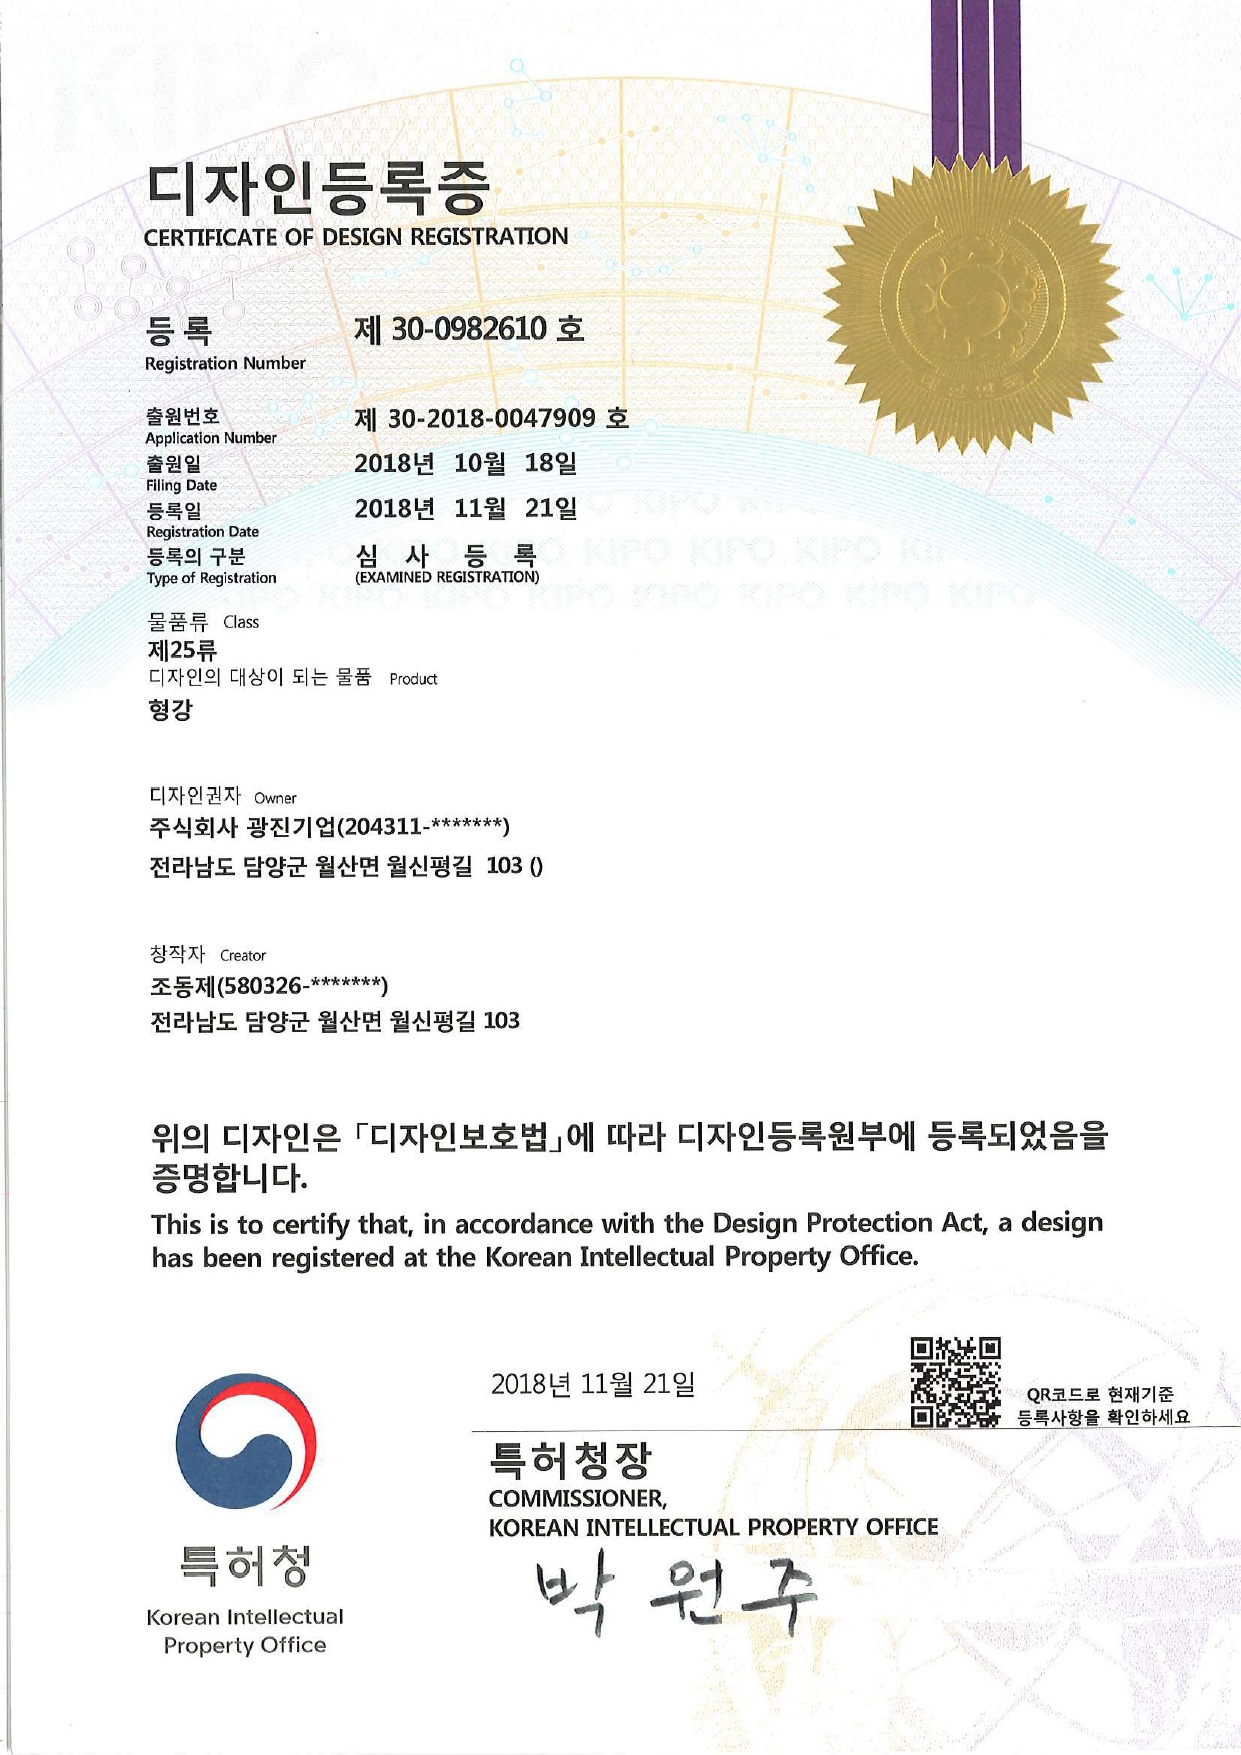 디자인등록증
CERTIFICATE OF DESIGN REGISTRATION
등 록 제 30-0982610 호
Registration Number
출원번호 제 30-2018-0047909 호
Application Number
출원일 2018년 10월 18일
Filing Date
등록일 2018년 11월 21일
Registration Date
등록의 구분 심 사 등 록
Type of Registration (EXAMINED REGISTRATION)
물품류 Class
제25류
디자인의 대상이 되는 물품 Product
형강
디자인권자 Owner
주식회사 광진기업(204311-*******)
전라남도 담양군 월산면 월신평길 103 ()
창작자 Creator
조동제(580326-*******)
전라남도 담양군 월산면 월신평길 103
위의 디자인은 「디자인보호법」에 따라 디자인등록원부에 등록되었음을
증명합니다.
This is to certify that, in accordance with the Design Protection Act, a design
has been registered at the Korean Intellectual Property Office.
2018년 11월 21일
QR코드로 현재기준
등록사항을 확인하세요
특허청장
COMMISSIONER,
KOREAN INTELLECTUAL PROPERTY OFFICE
박 원 주
특허청
Korean Intellectual
Property Office